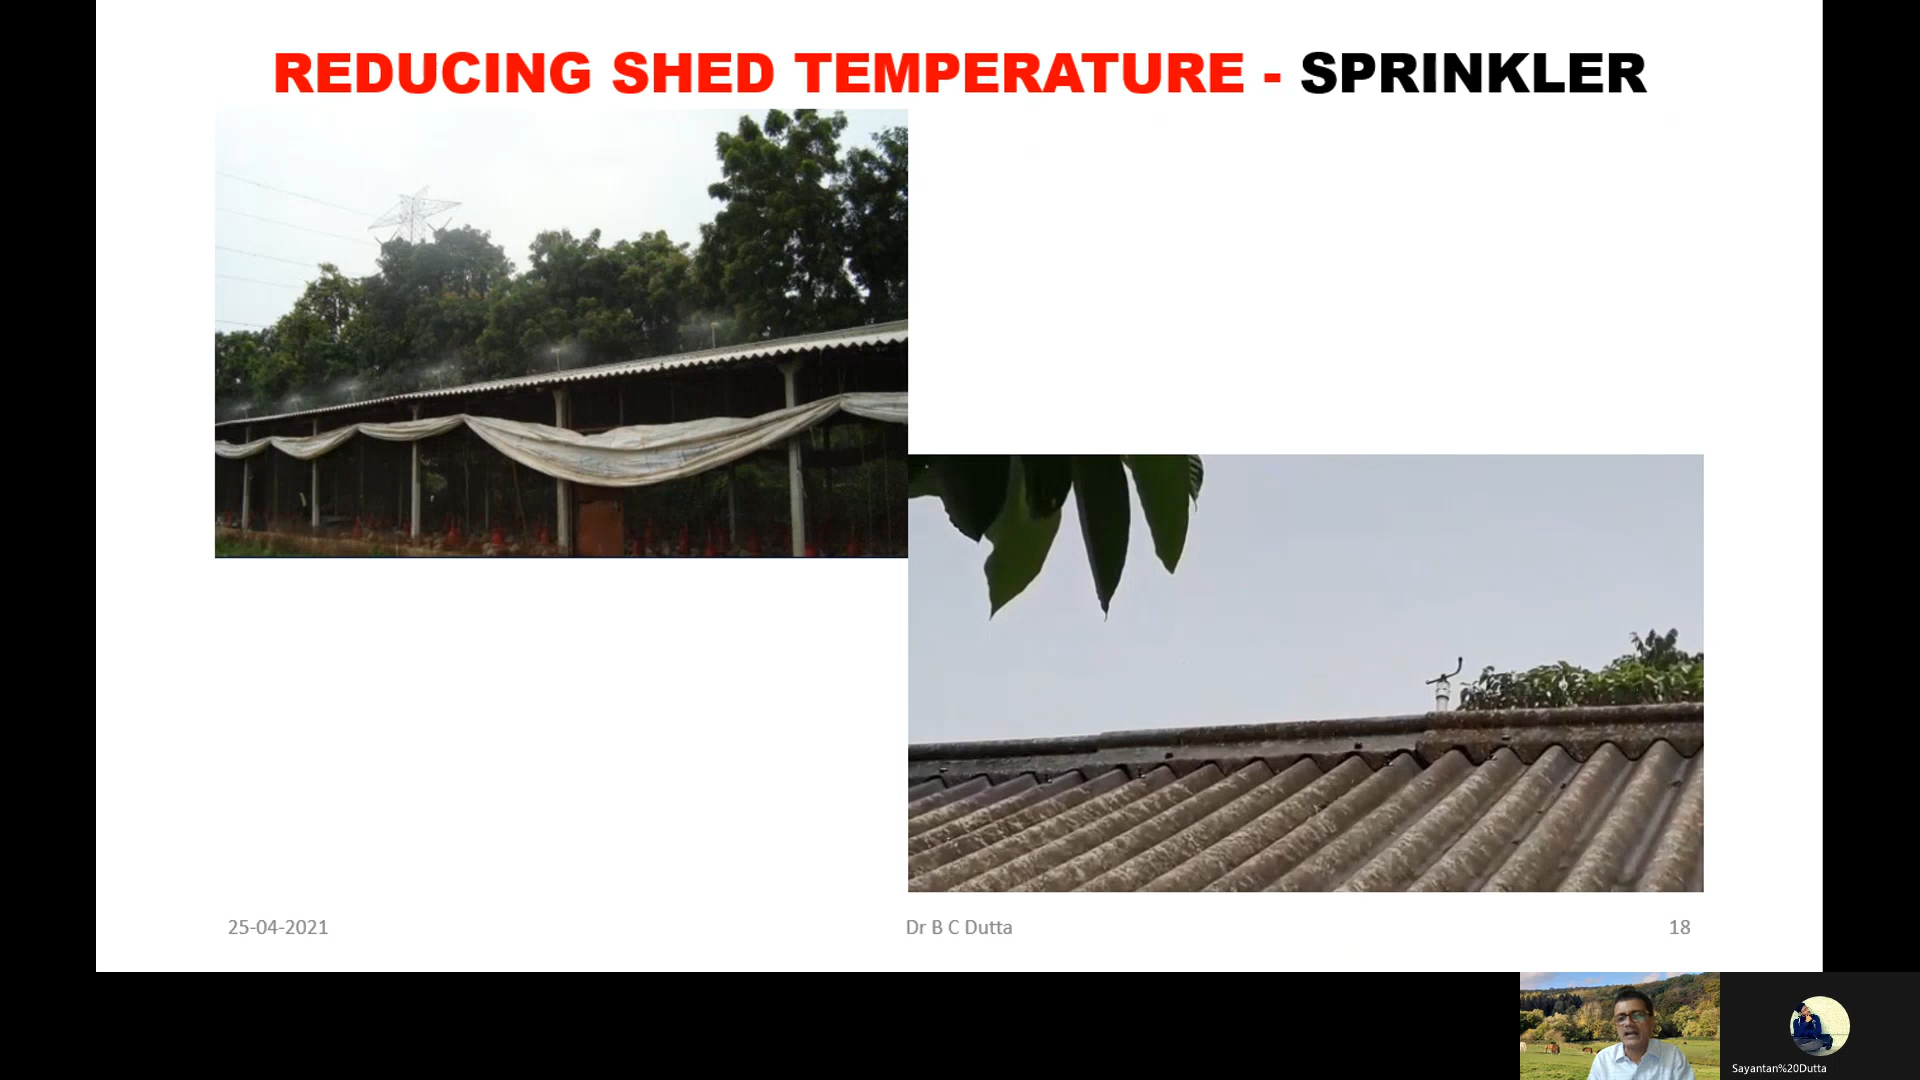 REDUCING SHED TEMPERATURE - SPRINKLER
25-04-2021
Dr B C Dutta
18
Sayantan%20Dutta